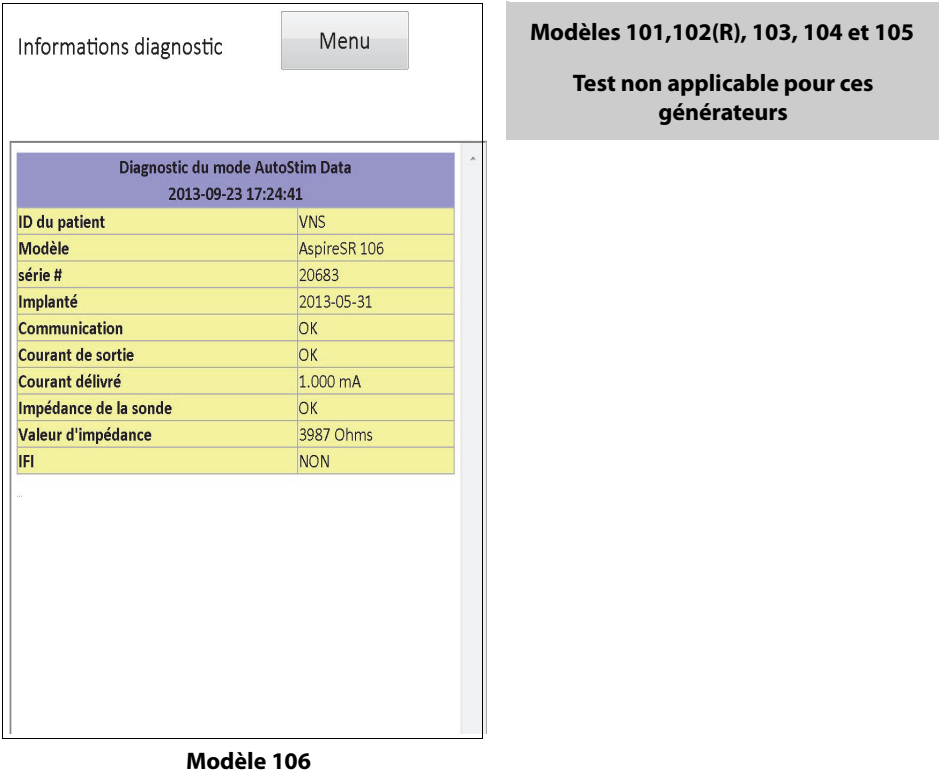 Informations diagnostic
Menu
Diagnostic du mode AutoStim Data
2013-09-23 17:24:41
ID du patient VNS
Modèle AspireSR 106
série # 20683
Implanté 2013-05-31
Communication OK
Courant de sortie OK
Courant délivré 1.000 mA
Impédance de la sonde OK
Valeur d'impédance 3987 Ohms
IFI NON
...
Modèle 106
Modèles 101,102(R), 103, 104 et 105
Test non applicable pour ces
générateurs